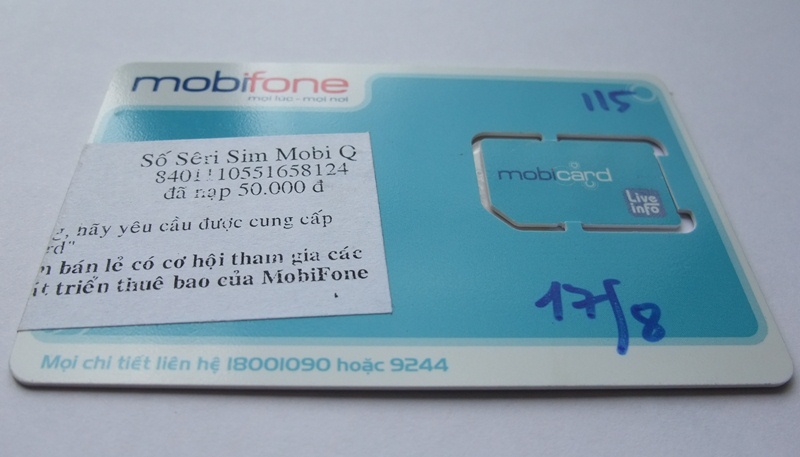 mobifone
mọi lúc - mọi nơi
115
Số Sêri Sim Mobi Q
8401110551658124
đã nạp 50.000 đ
, hãy yêu cầu được cung cấp
rd"
bán lẻ có cơ hội tham gia các
triển thuê bao của MobiFone
mobicard
Live info
17/8
Mọi chi tiết liên hệ 18001090 hoặc 9244